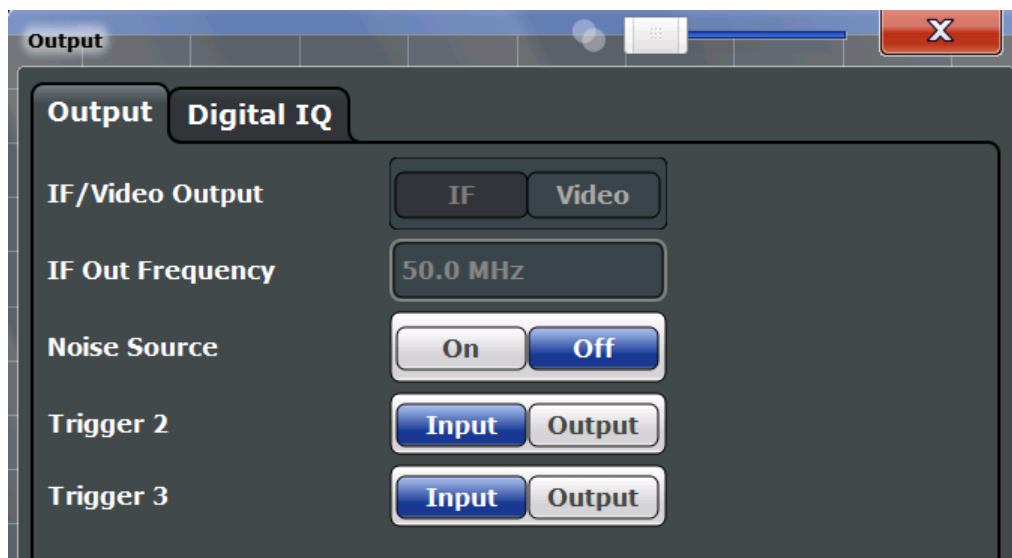 Output
X
Output Digital IQ
IF/Video Output IF Video
IF Out Frequency 50.0 MHz
Noise Source On Off
Trigger 2 Input Output
Trigger 3 Input Output